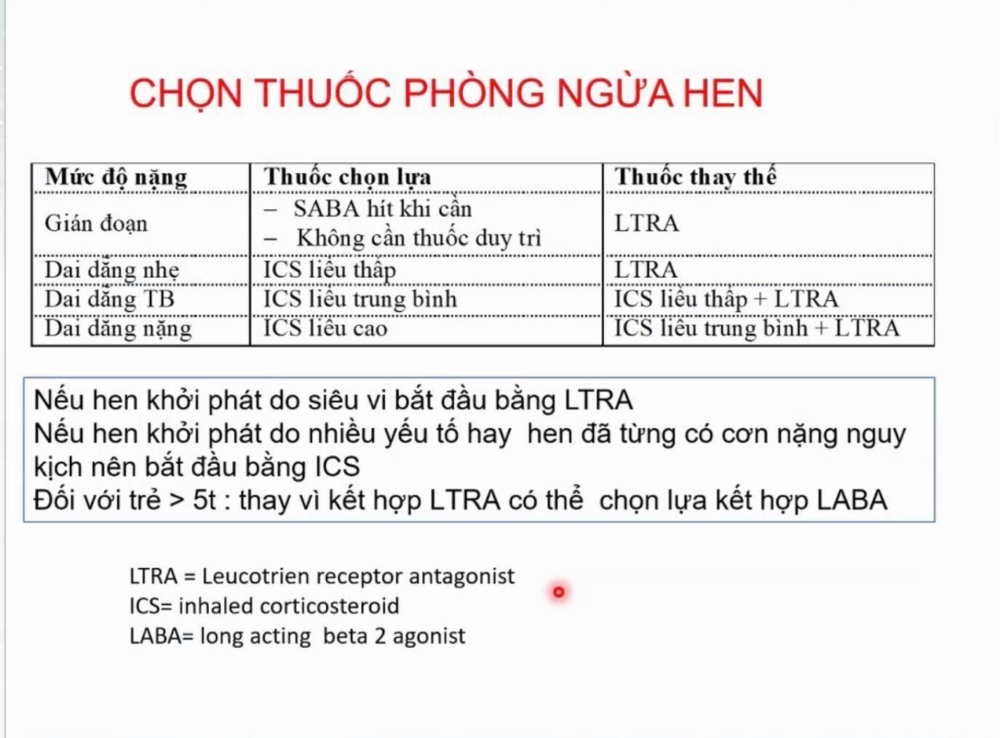 CHỌN THUỐC PHÒNG NGỪA HEN
Mức độ nặng Thuốc chọn lựa Thuốc thay thế
Gián đoạn – SABA hít khi cần LTRA
– Không cần thuốc duy trì
Dai dẳng nhẹ ICS liều thấp LTRA
Dai dẳng TB ICS liều trung bình ICS liều thấp + LTRA
Dai dẳng nặng ICS liều cao ICS liều trung bình + LTRA
Nếu hen khởi phát do siêu vi bắt đầu bằng LTRA
Nếu hen khởi phát do nhiều yếu tố hay hen đã từng có cơn nặng nguy
kịch nên bắt đầu bằng ICS
Đối với trẻ > 5t : thay vì kết hợp LTRA có thể chọn lựa kết hợp LABA
LTRA = Leucotrien receptor antagonist
ICS= inhaled corticosteroid
LABA= long acting beta 2 agonist